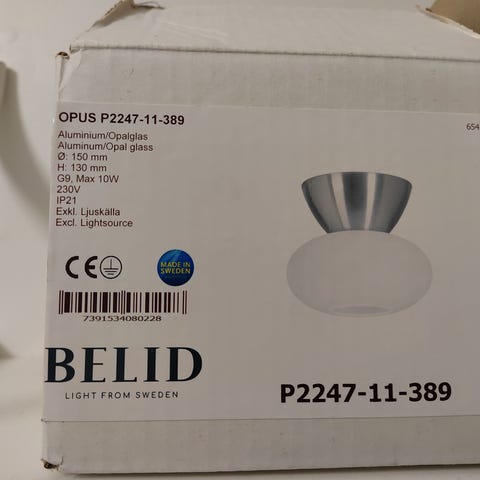 OPUS P2247-11-389
Aluminium/Opalglas
Aluminum/Opal glass
Ø: 150 mm
H: 130 mm
G9, Max 10W
230V
IP21
Exkl. Ljuskälla
Excl. Lightsource
654
CE
MADE IN
SWEDEN
7391534080228
BELID
LIGHT FROM SWEDEN
P2247-11-389